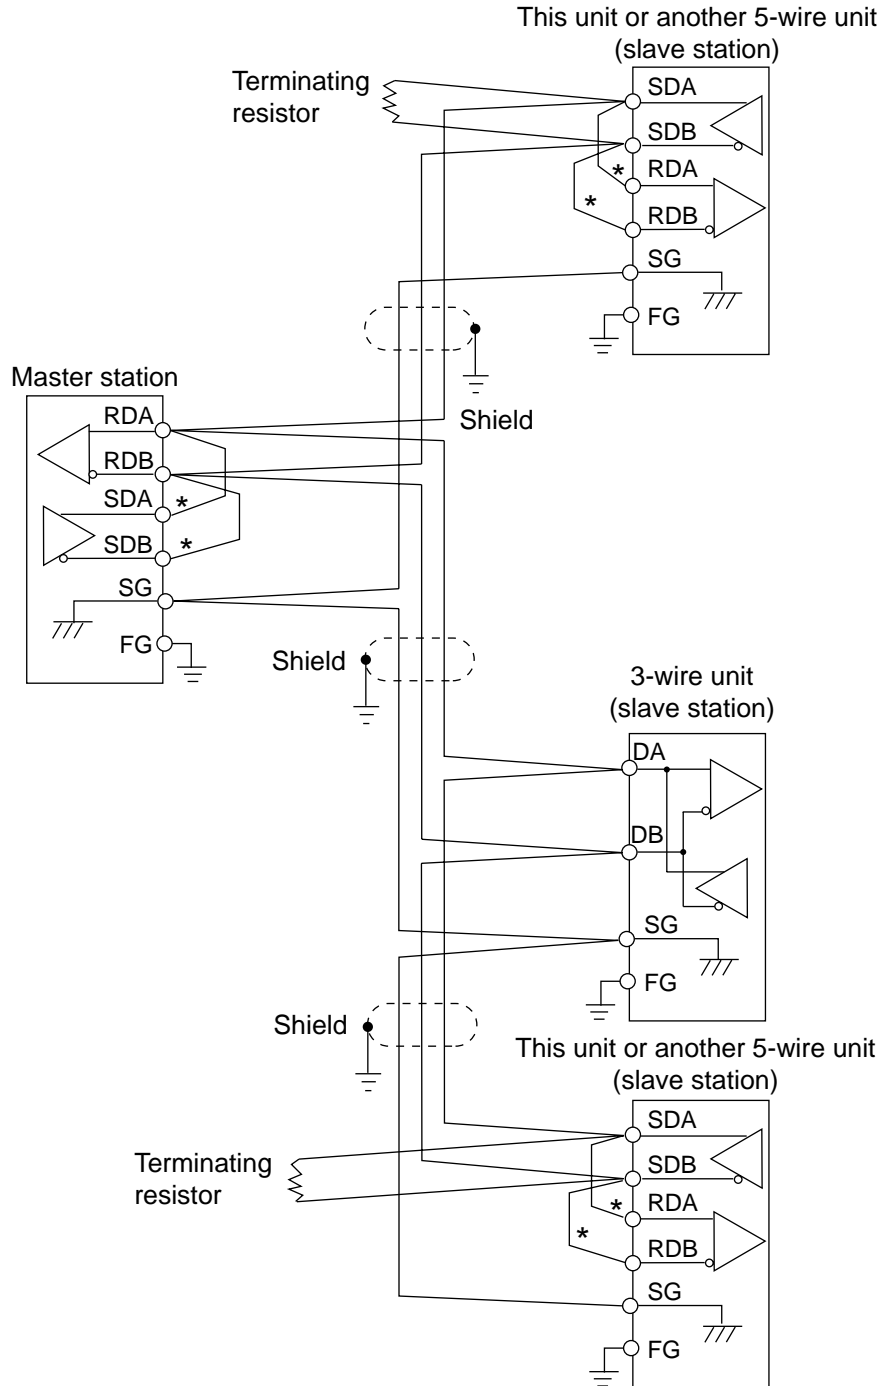 This unit or another 5-wire unit
(slave station)
Terminating
resistor
SDA
SDB
RDA
*
RDB
*
SG
FG
Shield
Master station
RDA
RDB
SDA
*
SDB
*
SG
FG
Shield
3-wire unit
(slave station)
DA
DB
SG
FG
Shield
This unit or another 5-wire unit
(slave station)
Terminating
resistor
SDA
SDB
RDA
*
RDB
*
SG
FG